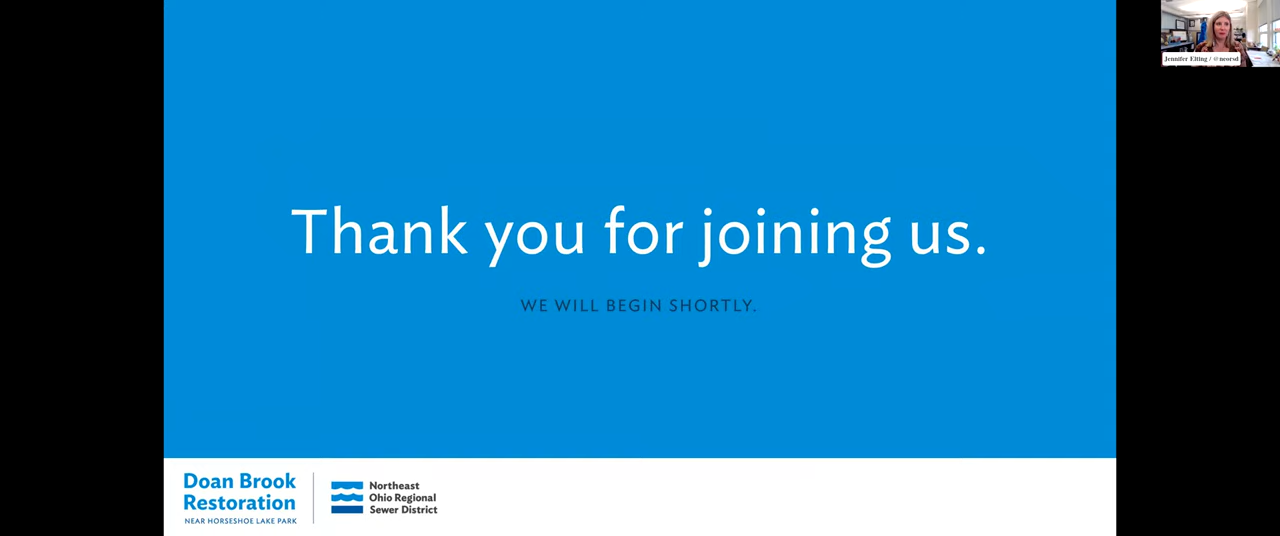 Thank you for joining us.
WE WILL BEGIN SHORTLY.
Doan Brook
Restoration
NEAR HORSESHOE LAKE PARK
Northeast
Ohio Regional
Sewer District
Jennifer Elting / @neorsd